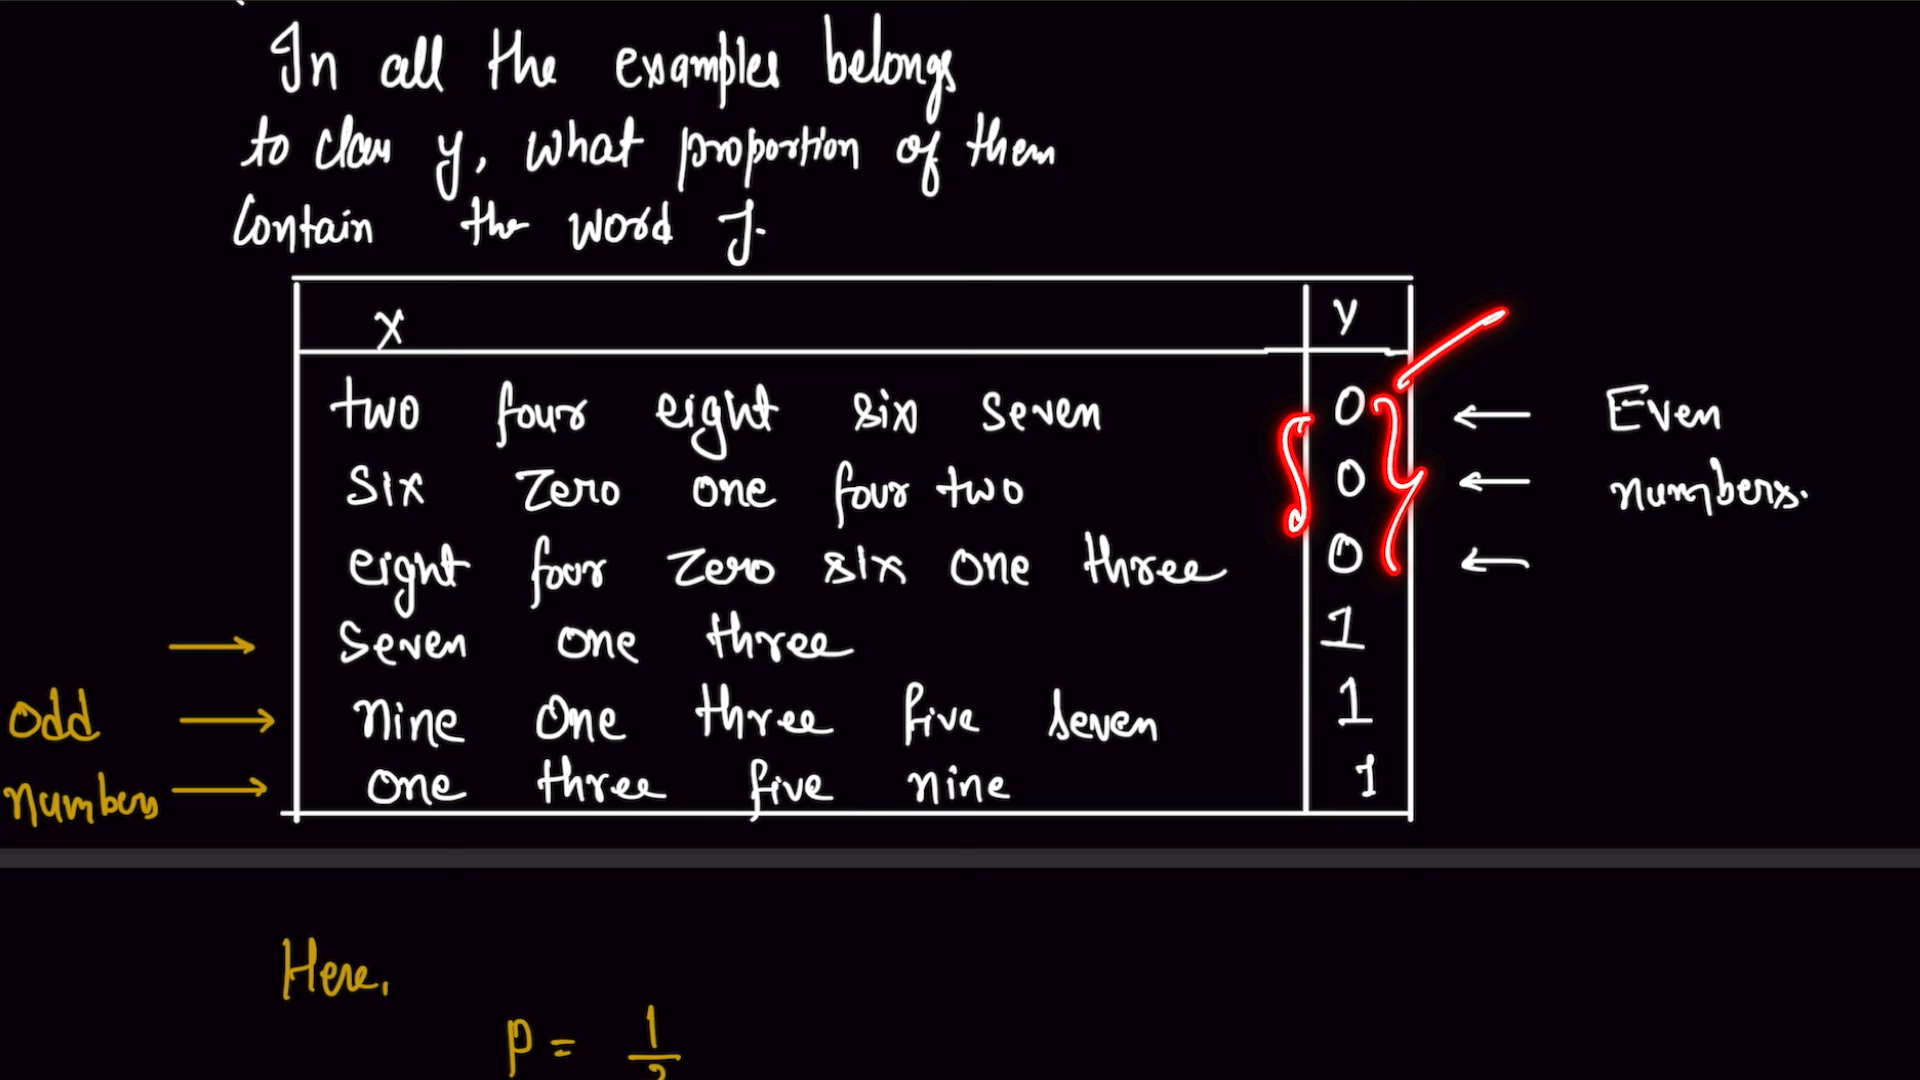 In all the examples belongs
to class y, what proportion of them
Contain the word J.
X Y
two four eight six seven 0 ← Even
six zero one four two 0 ← numbers.
eight four zero six one three 0 ←
→ seven one three 1
odd → nine one three five seven 1
numbers → one three five nine 1
Here,
P = 1